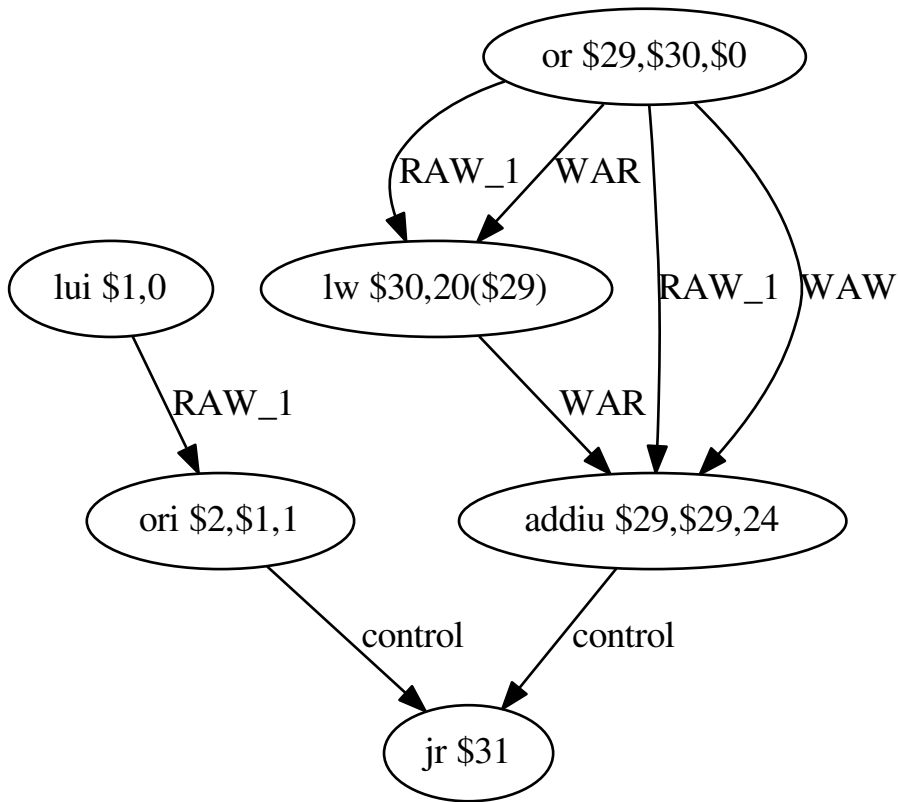 or $29,$30,$0
RAW_1
WAR
lui $1,0
lw $30,20($29)
RAW_1
WAW
RAW_1
WAR
ori $2,$1,1
addiu $29,$29,24
control
control
jr $31